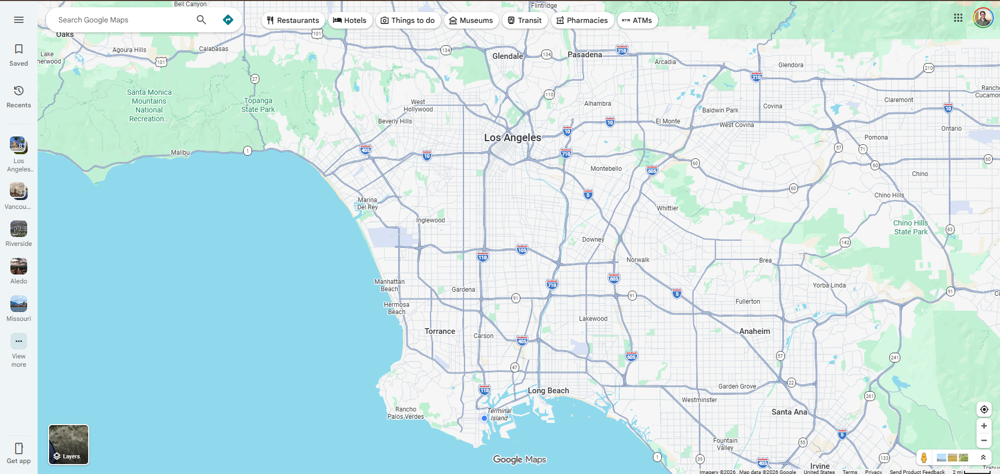 Search Google Maps
Restaurants
Hotels
Things to do
Museums
Transit
Pharmacies
ATM
ATMs
Saved
Recents
8
Los
Angeles..
3
Vancou...
Riverside
Aledo
Missouri
View
more
Get app
Layers
Bell Canyon
Flintridge
Oaks
101
Lake
herwood
Agoura Hills
Calabasas
101
134
Glendale
134
Pasadena
210
Arcadia
Glendora
210
210
27
Santa Monica
Mountains
National
Recreation...
Topanga
State Park
110
West
Hollywood
Alhambra
Baldwin Park
Covina
Claremont
Ranch
Cucamon
10
Beverly Hills
10
10
El Monte
West Covina
Ontario
Los Angeles
Pomona
Malibu
1
405
10
710
57
71
60
605
60
60
Montebello
Chino
5
60
Chino Hills
Marina
Del Rey
Whittier
Inglewood
Chino Hills
State Park
83
Downey
142
110
105
Norwalk
Brea
Manhattan
Beach
Gardena
710
605
5
Yorba Linda
91
91
91
Hermosa
Beach
Fullerton
Lakewood
Torrance
Carson
Anaheim
405
605
57
241
47
110
Long Beach
22
Garden Grove
261
Westminster
Rancho
Palos Verdes
Terminal
Island
Santa Ana
5
Fountain
Valley
55
Google Maps
1
39
405
133
Irvine
Imagery ©2026 , Map data ©2026 Google
United States
Terms
Privacy
Send Product Feedback
2 mi